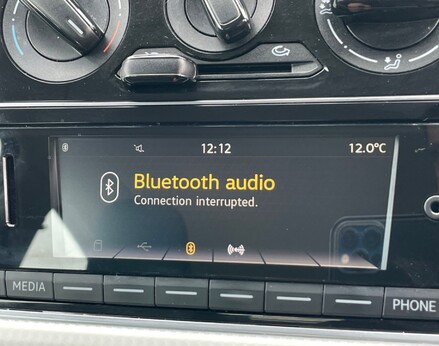 12:12
12.0°C
Bluetooth audio
Connection interrupted.
MEDIA
PHONE